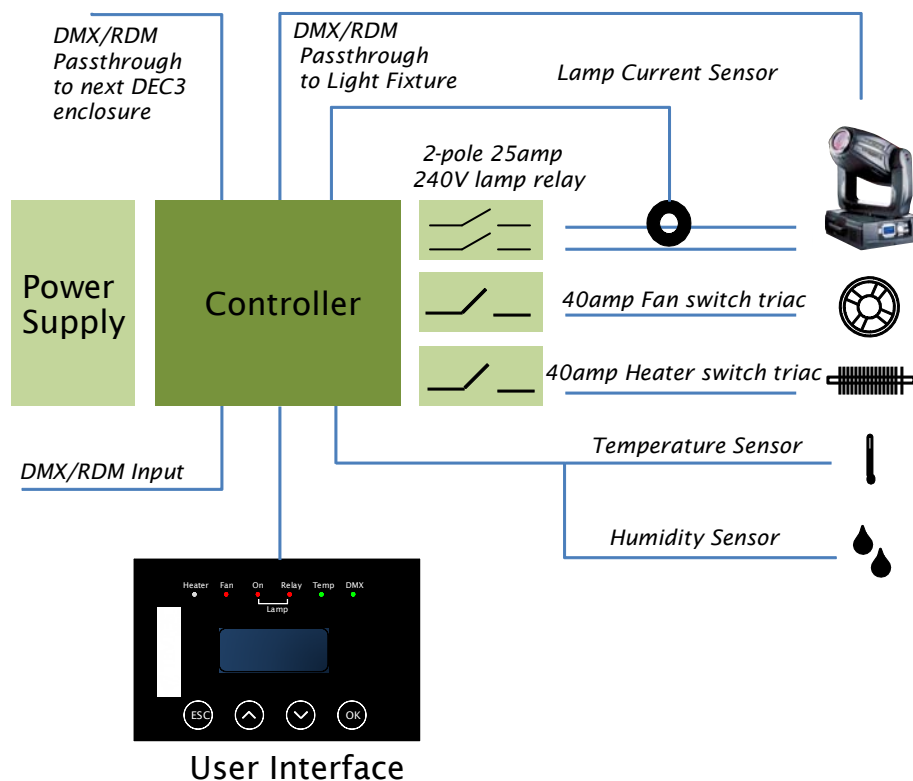 DMX/RDM
Passthrough
to next DEC3
enclosure
DMX/RDM
Passthrough
to Light Fixture
Lamp Current Sensor
2-pole 25amp
240V lamp relay
Power
Supply
Controller
40amp Fan switch triac
40amp Heater switch triac
Temperature Sensor
DMX/RDM Input
Humidity Sensor
Heater Fan On Relay Temp DMX
Lamp
ESC OK
User Interface